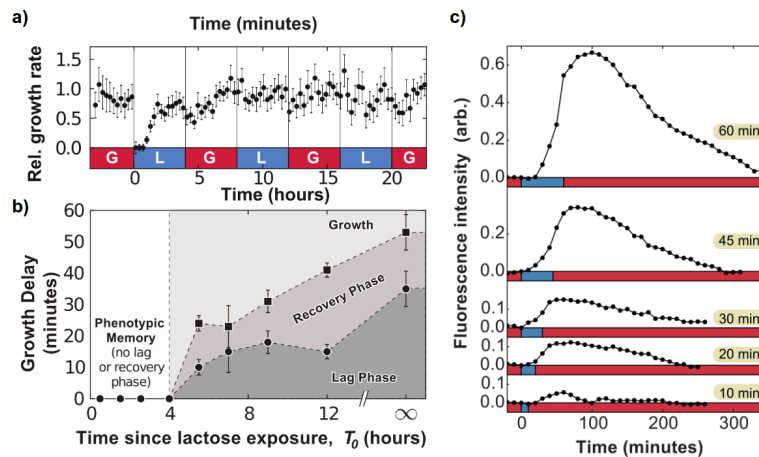 a)
Time (minutes)
Rel. growth rate
1.5
1.0
0.5
0.0
G L G L G L G
0 5 10 15 20
Time (hours)
b)
Growth Delay
(minutes)
60
50
40
30
20
10
0
Growth
Recovery Phase
Lag Phase
Phenotypic
Memory
(no lag
or recovery
phase)
0 4 8 12 ∞
Time since lactose exposure, T₀ (hours)
c)
Fluorescence intensity (arb.)
0.6
0.4
0.2
0.0
60 min
0.2
0.0
45 min
0.1
0.0
30 min
0.1
0.0
20 min
0.1
0.0
10 min
0 100 200 300
Time (minutes)